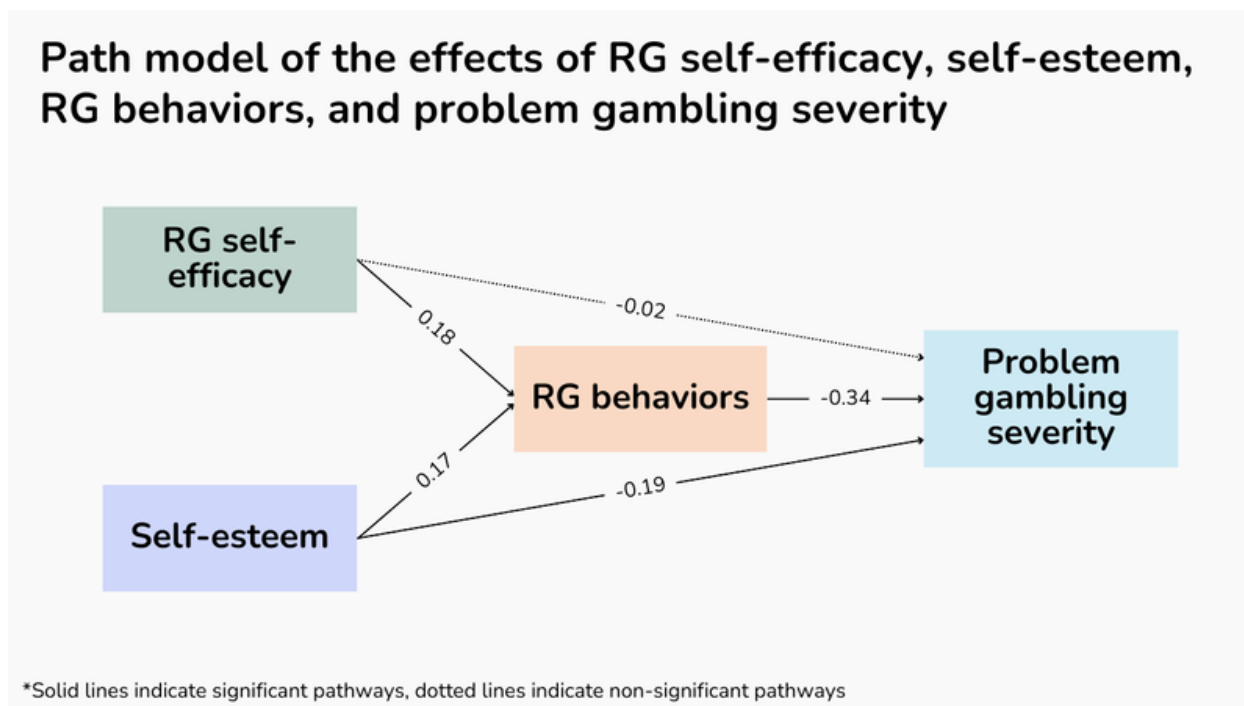 Path model of the effects of RG self-efficacy, self-esteem,
RG behaviors, and problem gambling severity
RG self-
efficacy
-0.02
0.18
Problem
gambling
severity
RG behaviors
-0.34
0.17
-0.19
Self-esteem
*Solid lines indicate significant pathways, dotted lines indicate non-significant pathways